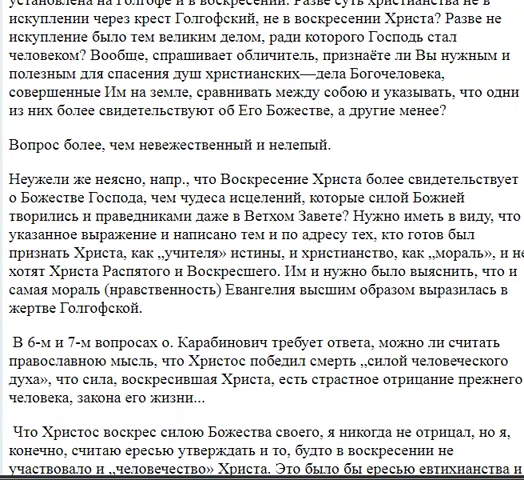 установлена на Голгофе и в воскресении. Разве суть христианства не в
искуплении через крест Голгофский, не в воскресении Христа? Разве не
искупление было тем великим делом, ради которого Господь стал
человеком? Вообще, спрашивает обличитель, признаёте ли Вы нужным и
полезным для спасения душ христианских—дела Богочеловека,
совершенные Им на земле, сравнивать между собою и указывать, что одни
из них более свидетельствуют об Его Божестве, а другие менее?
Вопрос более, чем невежественный и нелепый.
Неужели же неясно, напр., что Воскресение Христа более свидетельствует
о Божестве Господа, чем чудеса исцелений, которые силой Божией
творились и праведниками даже в Ветхом Завете? Нужно иметь в виду, что
указанное выражение и написано тем и по адресу тех, кто готов был
признать Христа, как „учителя» истины, и христианство, как „мораль», и не
хотят Христа Распятого и Воскресшего. Им и нужно было выяснить, что и
самая мораль (нравственность) Евангелия высшим образом выразилась в
жертве Голгофской.
В 6-м и 7-м вопросах о. Карабинович требует ответа, можно ли считать
православною мысль, что Христос победил смерть „силой человеческого
духа», что сила, воскресившая Христа, есть страстное отрицание прежнего
человека, закона его жизни...
Что Христос воскрес силою Божества своего, я никогда не отрицал, но я,
конечно, считаю ересью утверждать и то, будто в воскресении не
участвовало и „человечество» Христа. Это было бы ересью евтихианства и